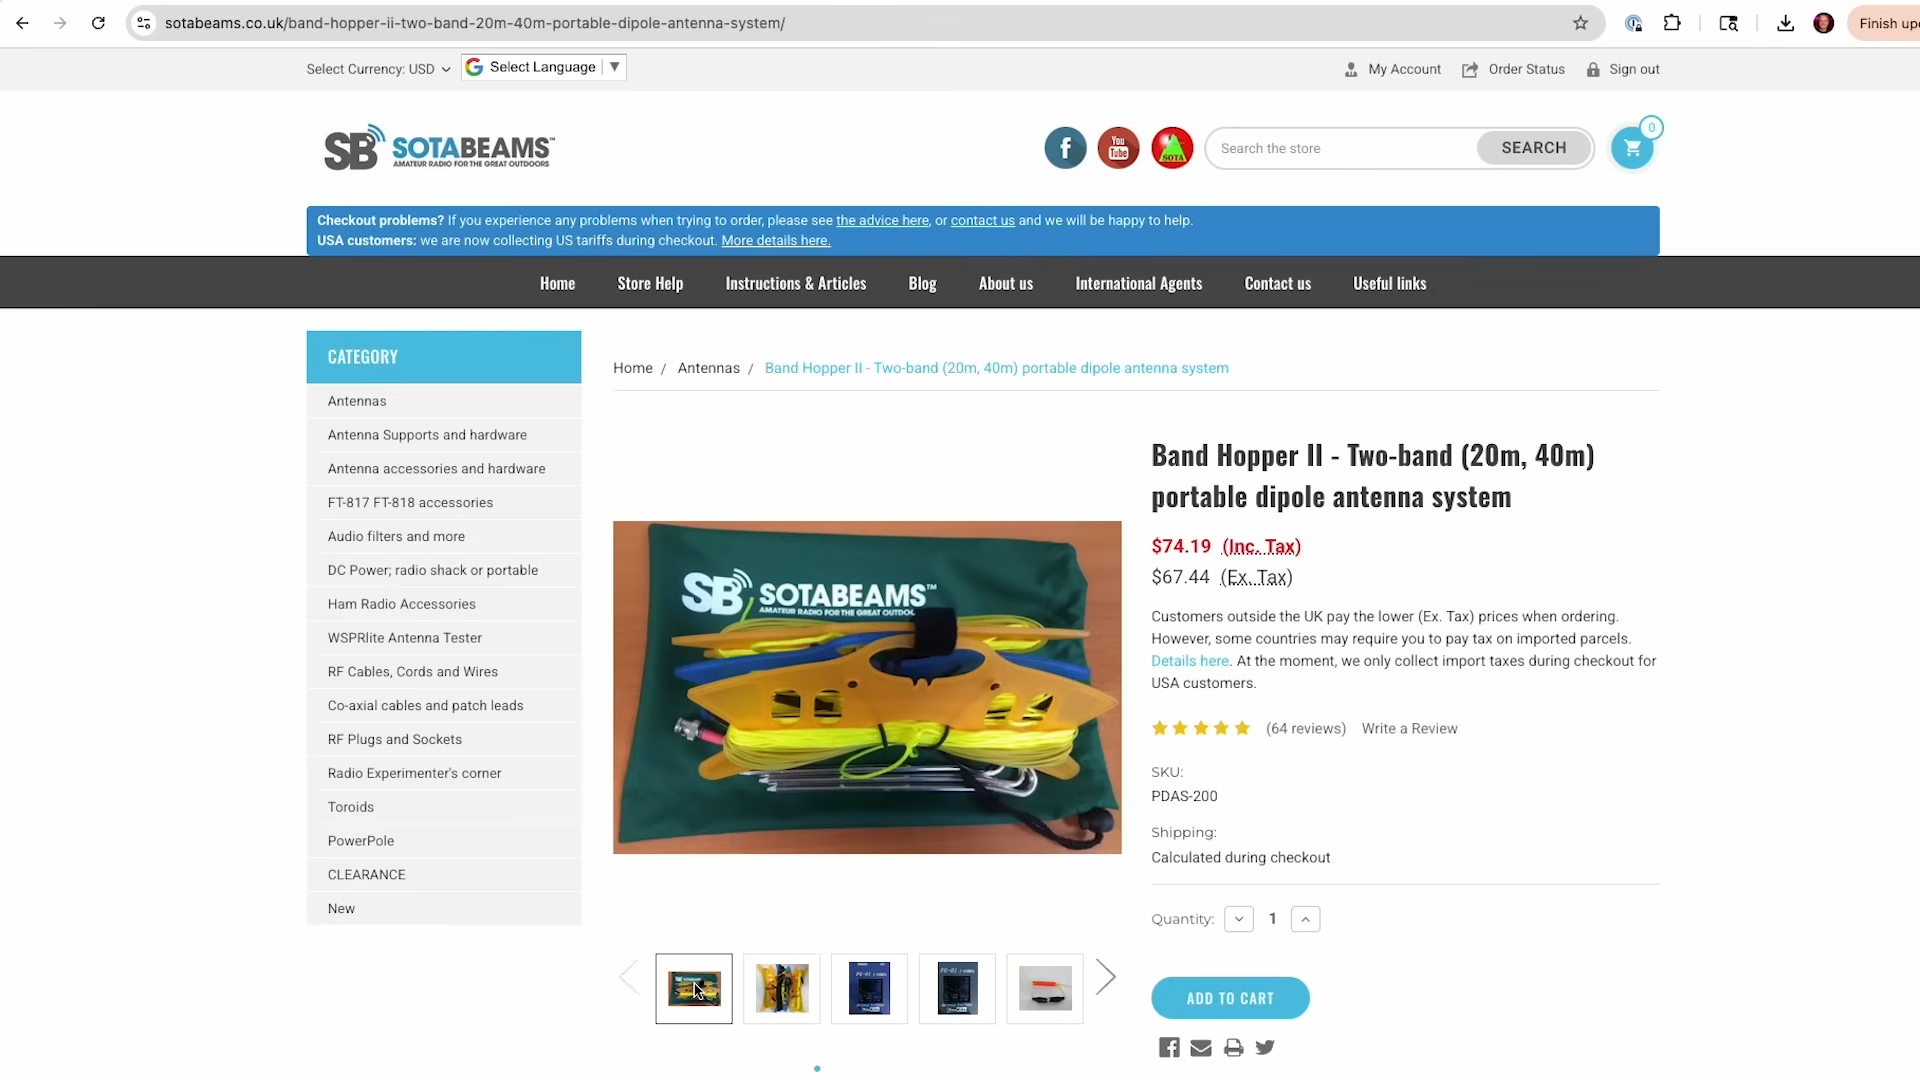 sotabeams.co.uk/band-hopper-ii-two-band-20m-40m-portable-dipole-antenna-system/
Finish up
Select Currency: USD
Select Language
My Account
Order Status
Sign out
SB SOTABEAMS™
AMATEUR RADIO FOR THE GREAT OUTDOORS
You Tube
SOTA
Search the store
SEARCH
0
Checkout problems? If you experience any problems when trying to order, please see the advice here, or contact us and we will be happy to help.
USA customers: we are now collecting US tariffs during checkout. More details here.
Home
Store Help
Instructions & Articles
Blog
About us
International Agents
Contact us
Useful links
CATEGORY
Antennas
Antenna Supports and hardware
Antenna accessories and hardware
FT-817 FT-818 accessories
Audio filters and more
DC Power; radio shack or portable
Ham Radio Accessories
WSPRlite Antenna Tester
RF Cables, Cords and Wires
Co-axial cables and patch leads
RF Plugs and Sockets
Radio Experimenter's corner
Toroids
PowerPole
CLEARANCE
New
Home / Antennas / Band Hopper II - Two-band (20m, 40m) portable dipole antenna system
SB SOTABEAMS™
AMATEUR RADIO FOR THE GREAT OUTDOO
Band Hopper II - Two-band (20m, 40m)
portable dipole antenna system
$74.19 (Inc. Tax)
$67.44 (Ex. Tax)
Customers outside the UK pay the lower (Ex. Tax) prices when ordering.
However, some countries may require you to pay tax on imported parcels.
Details here. At the moment, we only collect import taxes during checkout for
USA customers.
(64 reviews) Write a Review
SKU:
PDAS-200
Shipping:
Calculated during checkout
Quantity: 1
ADD TO CART